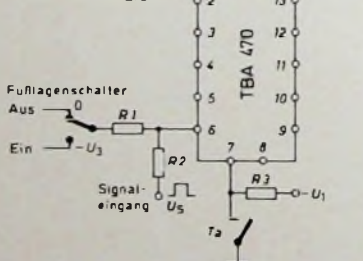 2
13
3
12
4
TBA 470
11
5
10
6
9
7
8
Fußlagenschalter
Aus
0
R1
Ein
-U3
R2
R3
-U1
Signal-
eingang
US
Ta